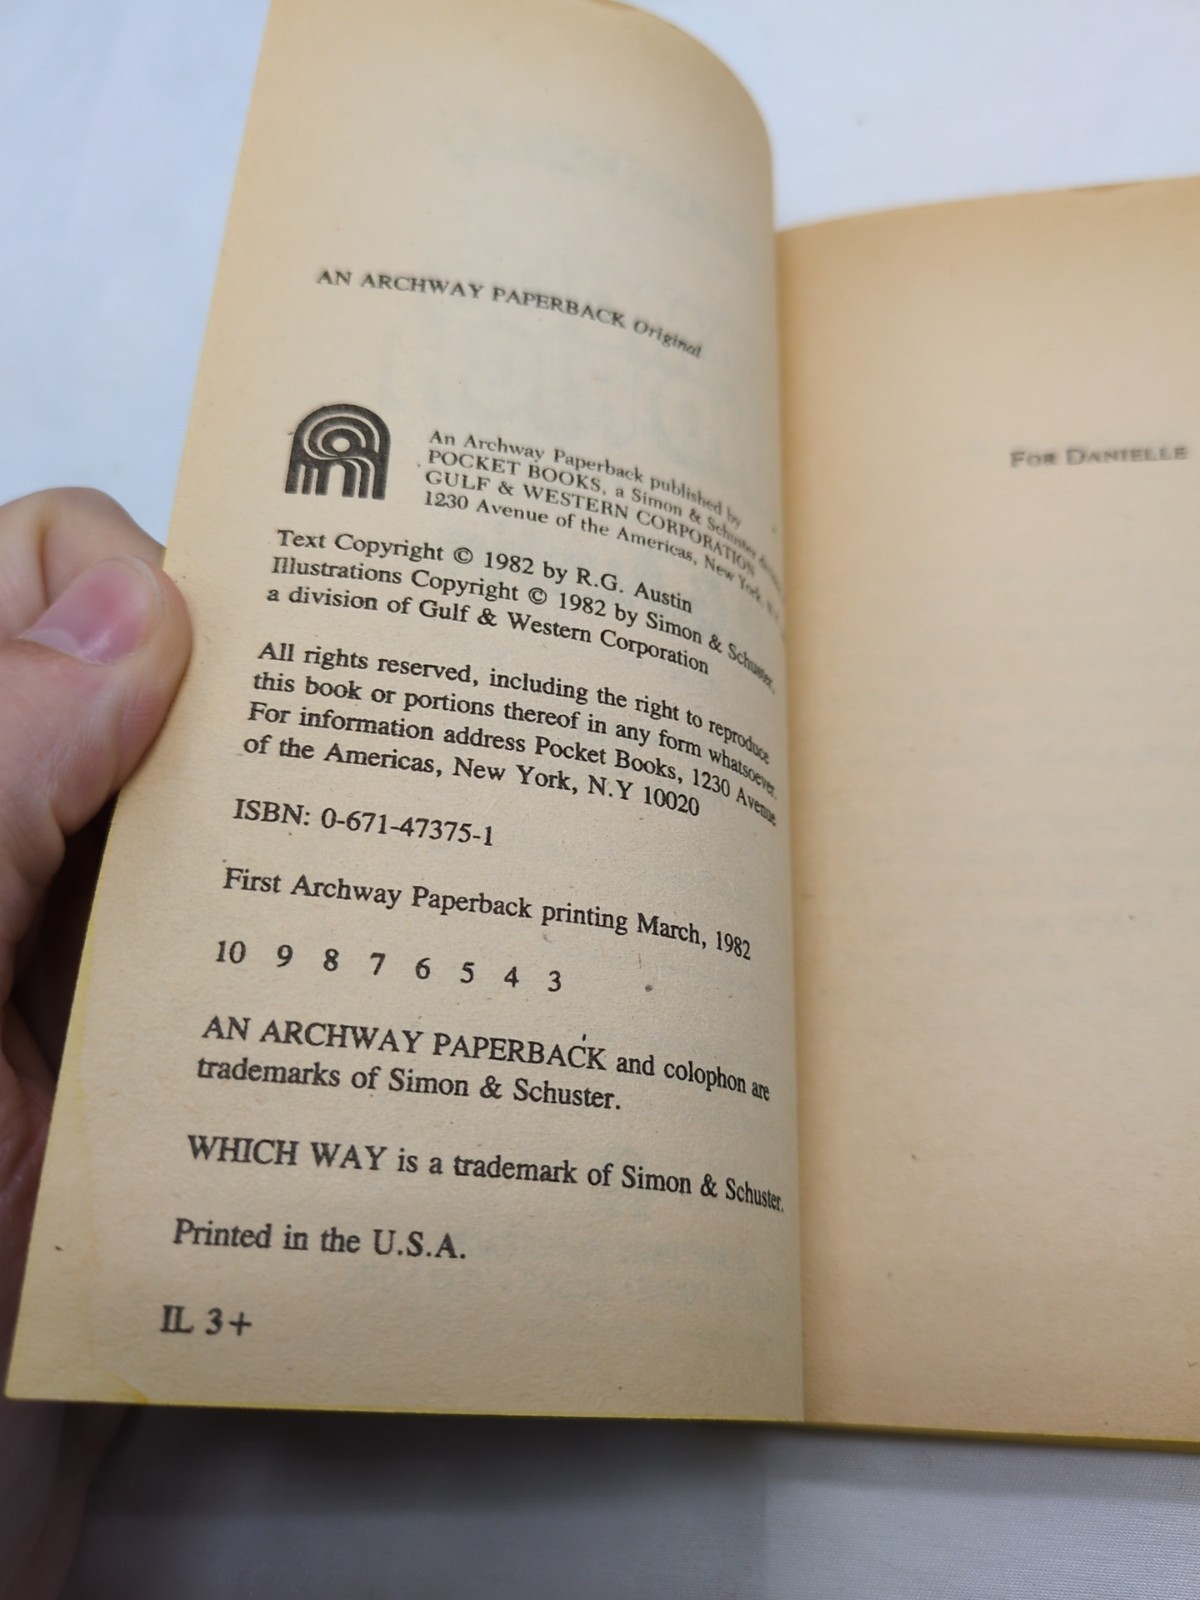 AN ARCHWAY PAPERBACK Original
An Archway Paperback published by
POCKET BOOKS, a Simon & Schuster
GULF & WESTERN CORPORATION
1230 Avenue of the Americas, New York,
Text Copyright © 1982 by R.G. Austin
Illustrations Copyright © 1982 by Simon & Schuster,
a division of Gulf & Western Corporation
All rights reserved, including the right to reproduce
this book or portions thereof in any form whatsoever.
For information address Pocket Books, 1230 Avenue
of the Americas, New York, N.Y 10020
ISBN: 0-671-47375-1
First Archway Paperback printing March, 1982
10 9 8 7 6 5 4 3
AN ARCHWAY PAPERBACK and colophon are
trademarks of Simon & Schuster.
WHICH WAY is a trademark of Simon & Schuster.
Printed in the U.S.A.
IL 3+
FOR DANIELLE